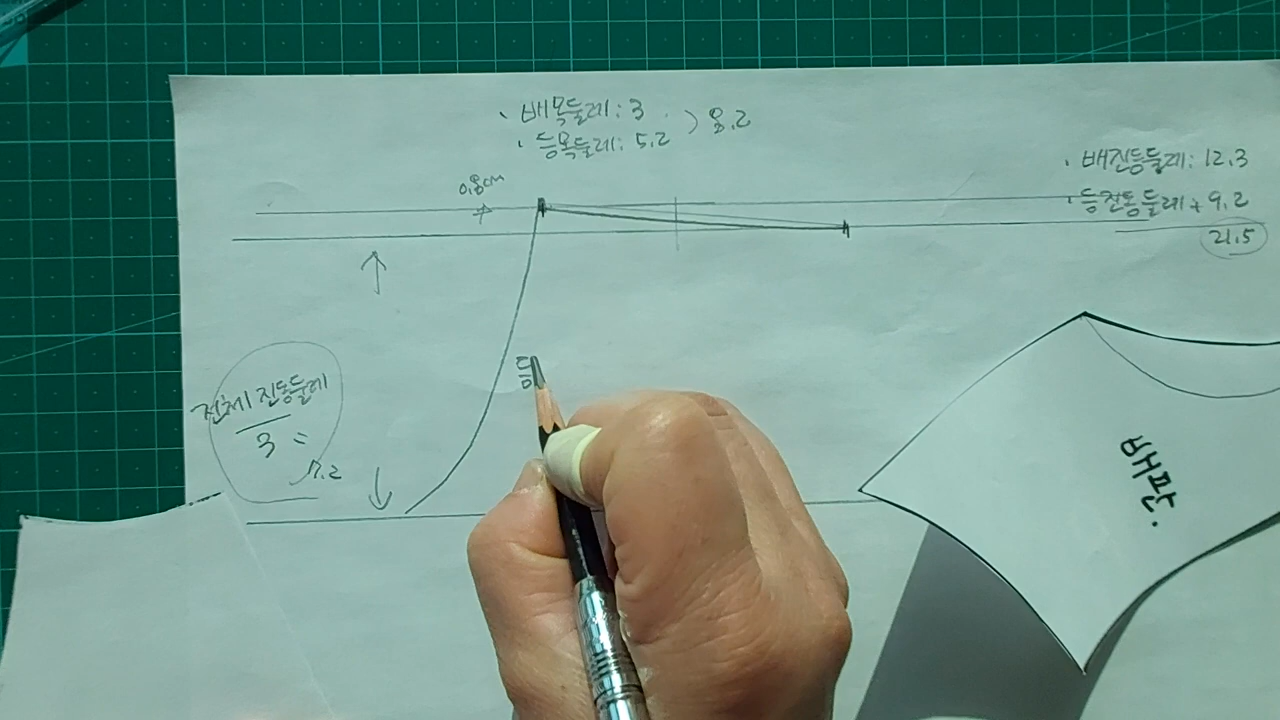 · 배목둘레: 3
· 등목둘레: 5.2
8.2
· 배진동둘레: 12.3
· 등진동둘레 + 9.2
21.5
0.8cm
등
전체 진동둘레
3 =
7.2
배판.